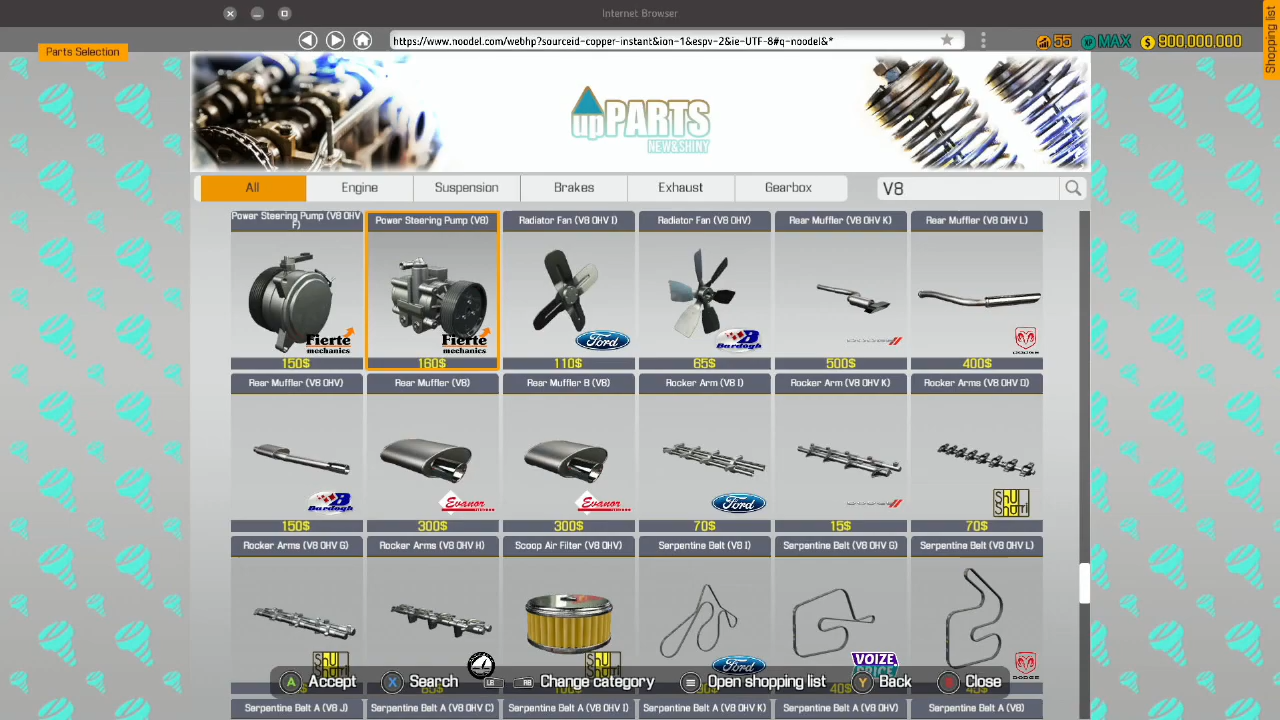 Internet Browser
Parts Selection
https://www.noodel.com/webhp?sourceid-copper-instant&ion-1&espv-2&ie-UTF-8#q-noodel&*
55 XP MAX $ 900,000,000
Shopping list
upPARTS
NEW&SHINY
All Engine Suspension Brakes Exhaust Gearbox
V8
Power Steering Pump (V8 OHV F) Power Steering Pump (V8) Radiator Fan (V8 OHV I) Radiator Fan (V8 OHV) Rear Muffler (V8 OHV K) Rear Muffler (V8 OHV L)
Fierte mechanics Fierte mechanics Ford Bardogh DODGE
150$ 160$ 110$ 65$ 500$ 400$
Rear Muffler (V8 OHV) Rear Muffler (V8) Rear Muffler B (V8) Rocker Arm (V8 I) Rocker Arm (V8 OHV K) Rocker Arms (V8 OHV D)
Bardogh Evanor Evanor Ford
150$ 300$ 300$ 70$ 15$ 70$
Rocker Arms (V8 OHV G) Rocker Arms (V8 OHV H) Scoop Air Filter (V8 OHV) Serpentine Belt (V8 I) Serpentine Belt (V8 OHV G) Serpentine Belt (V8 OHV L)
Ford VOIZE DODGE
A Accept X Search LB RB Change category Open shopping list Y Back B Close
Serpentine Belt A (V8 J) Serpentine Belt A (V8 OHV C) Serpentine Belt A (V8 OHV I) Serpentine Belt A (V8 OHV K) Serpentine Belt A (V8 OHV) Serpentine Belt A (V8)